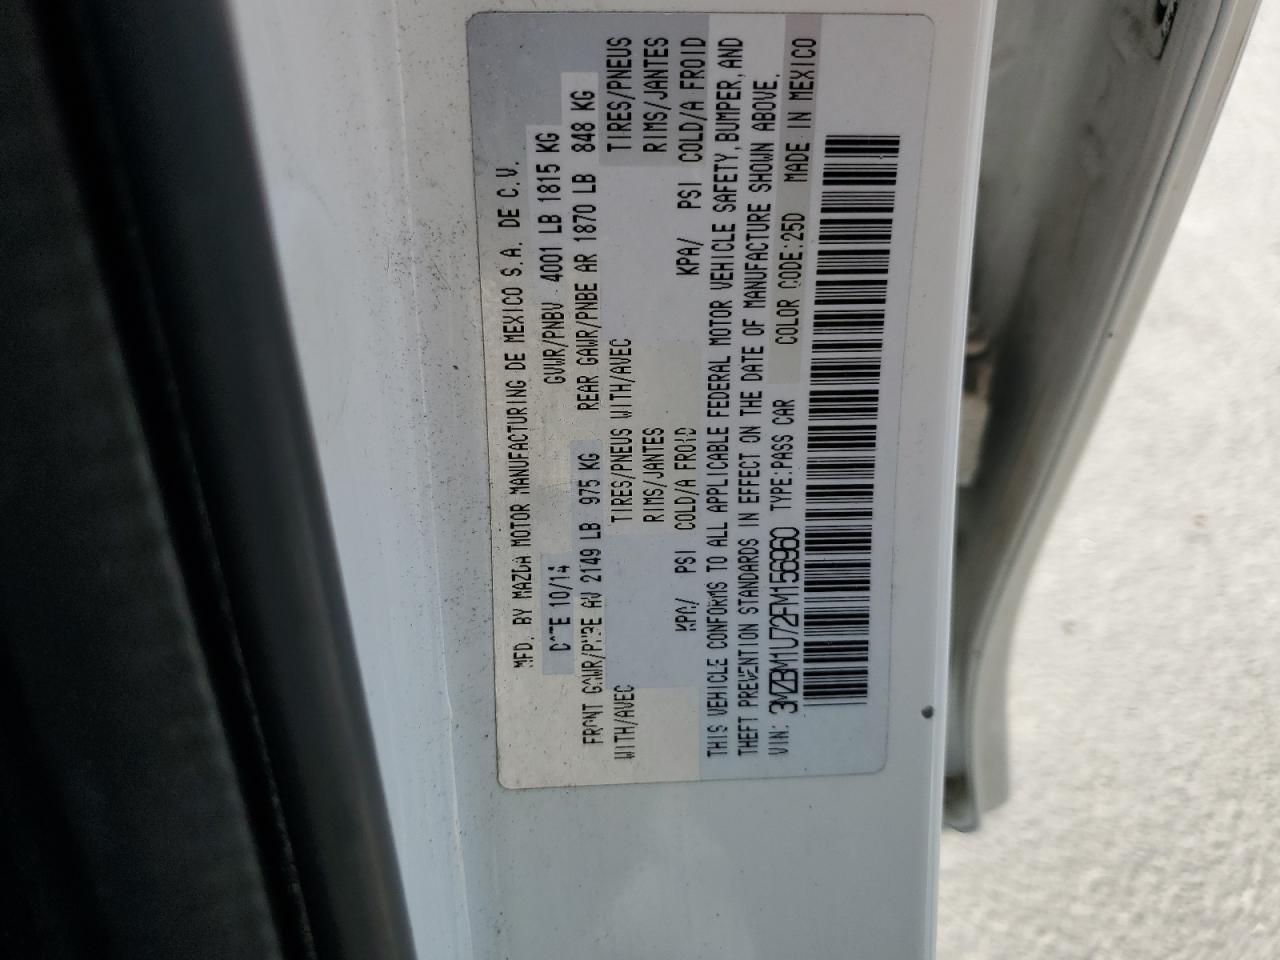 MFD. BY MAZDA MOTOR MANUFACTURING DE MEXICO S.A. DE C.V.
DATE 10/14 GVWR/PNBV 4001 LB 1815 KG
FRONT GAWR/PNBE AV 2149 LB 975 KG REAR GAWR/PNBE AR 1870 LB 848 KG
TIRES/PNEUS WITH/AVEC TIRES/PNEUS
WITH/AVEC RIMS/JANTES RIMS/JANTES
KPA/ PSI COLD/A FROID KPA/ PSI COLD/A FROID
THIS VEHICLE CONFORMS TO ALL APPLICABLE FEDERAL MOTOR VEHICLE SAFETY, BUMPER, AND
THEFT PREVENTION STANDARDS IN EFFECT ON THE DATE OF MANUFACTURE SHOWN ABOVE.
VIN: 3MZBM1U72FM156960 TYPE:PASS CAR COLOR CODE:25D MADE IN MEXICO